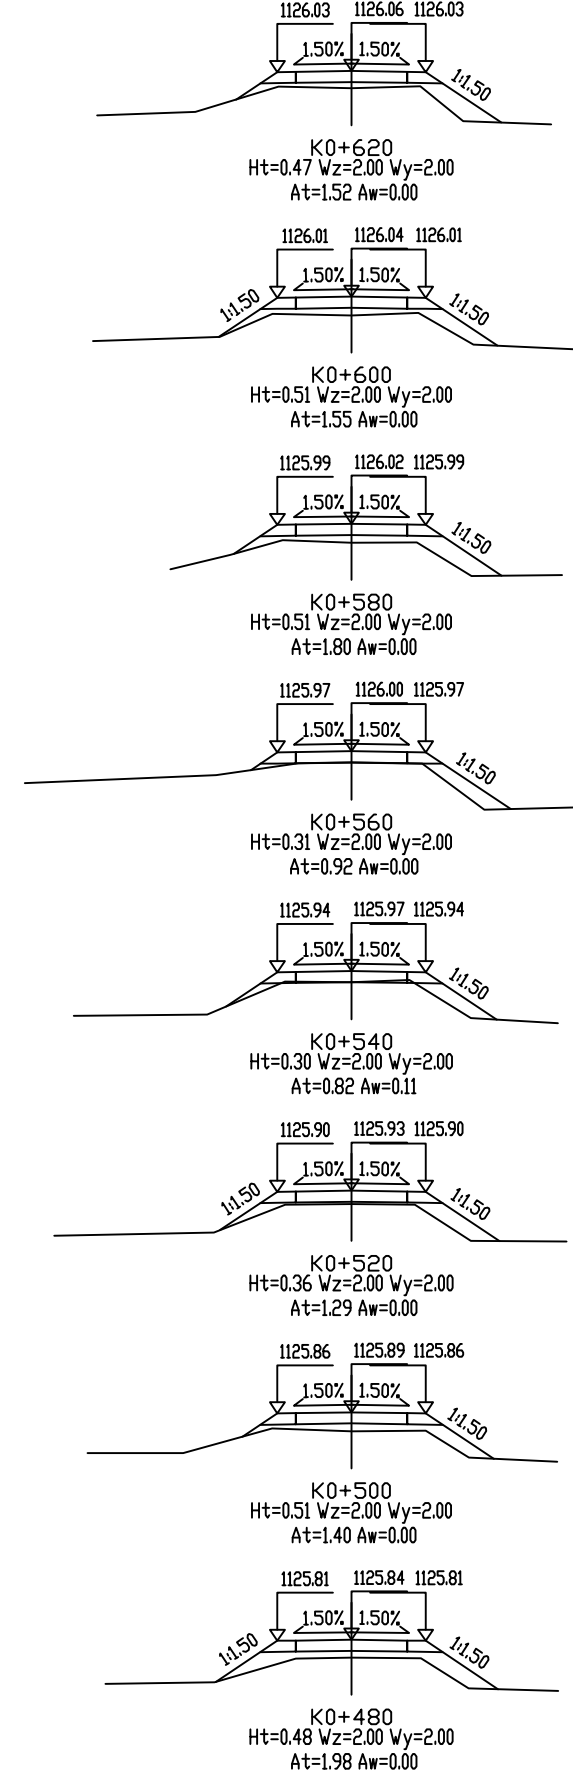 1126.03 1126.06 1126.03
1.50% 1.50%
1:1.50
K0+620
Ht=0.47 Wz=2.00 Wy=2.00
At=1.52 Aw=0.00
1126.01 1126.04 1126.01
1:1.50 1.50% 1.50% 1:1.50
K0+600
Ht=0.51 Wz=2.00 Wy=2.00
At=1.55 Aw=0.00
1125.99 1126.02 1125.99
1.50% 1.50%
1:1.50
K0+580
Ht=0.51 Wz=2.00 Wy=2.00
At=1.80 Aw=0.00
1125.97 1126.00 1125.97
1.50% 1.50%
1:1.50
K0+560
Ht=0.31 Wz=2.00 Wy=2.00
At=0.92 Aw=0.00
1125.94 1125.97 1125.94
1.50% 1.50%
1:1.50
K0+540
Ht=0.30 Wz=2.00 Wy=2.00
At=0.82 Aw=0.11
1125.90 1125.93 1125.90
1.50% 1.50%
1:1.50 1:1.50
K0+520
Ht=0.36 Wz=2.00 Wy=2.00
At=1.29 Aw=0.00
1125.86 1125.89 1125.86
1.50% 1.50%
1:1.50
K0+500
Ht=0.51 Wz=2.00 Wy=2.00
At=1.40 Aw=0.00
1125.81 1125.84 1125.81
1.50% 1.50%
1:1.50 1:1.50
K0+480
Ht=0.48 Wz=2.00 Wy=2.00
At=1.98 Aw=0.00